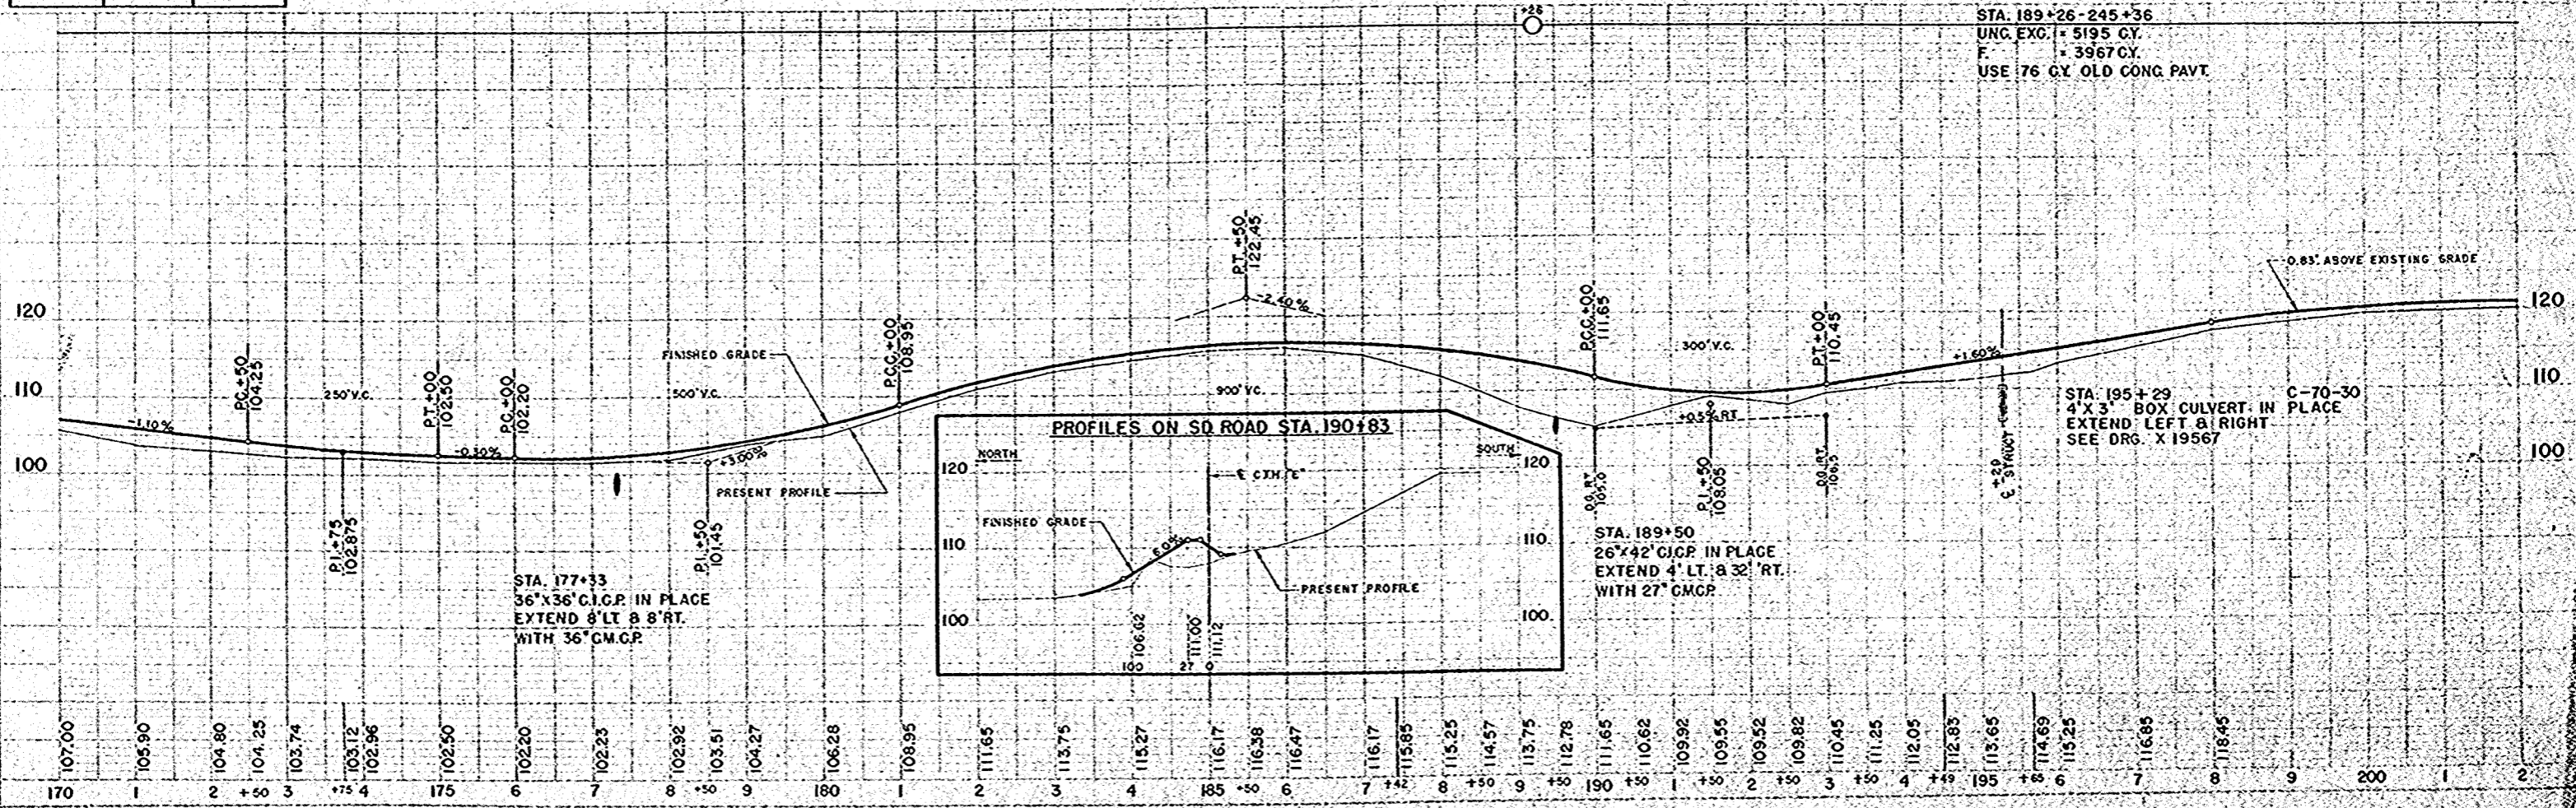 +26
STA. 189+26-245+36
UNC. EXC. = 5195 C.Y.
F. = 3967 C.Y.
USE 76 C.Y. OLD CONC. PAVT.
P.T. +50
122.45
-2.40%
0.83' ABOVE EXISTING GRADE
120
120
P.C.C. +00
111.65
P.T. +00
110.45
300' V.C.
+1.60%
FINISHED GRADE
P.C.C. +00
108.95
P.C. +50
104.25
P.T. +00
102.50
P.C. +00
102.20
110
110
250' V.C.
500' V.C.
900' V.C.
-1.10%
-0.30%
+3.00%
+0.5% RT.
STA. 195+29 C-70-30
4' X 3' BOX CULVERT IN PLACE
EXTEND LEFT & RIGHT
SEE DRG. X 19567
100
100
PRESENT PROFILE
P.I. +75
102.875
P.I. +50
101.45
D.D. RT.
105.0
P.I. +50
108.05
D.D. RT.
106.5
+29
℄ STRUCT.
STA. 177+33
36"X36' C.I.C.P. IN PLACE
EXTEND 8' LT. & 8' RT.
WITH 36" C.M.C.P.
PROFILES ON SD. ROAD STA. 190+83
NORTH
SOUTH
120
120
℄ C.T.H. "E"
FINISHED GRADE
6.0%
110
110
PRESENT PROFILE
100
100
106.62
111.00
111.12
100
27
STA. 189+50
26"X42' C.I.C.P. IN PLACE
EXTEND 4' LT. & 32' RT.
WITH 27" C.M.C.P.
107.00 105.90 104.80 104.25 103.74 103.12 102.96 102.50 102.20 102.23 102.92 103.51 104.27 106.28 108.95 111.65 113.75 115.27 116.17 116.38 116.47 116.17 115.85 115.25 114.57 113.75 112.78 111.65 110.62 109.92 109.55 109.52 109.82 110.45 111.25 112.05 112.83 113.65 114.69 115.25 116.85 118.45
170 1 2 +50 3 +75 4 175 6 7 8 +50 9 180 1 2 3 4 185 +50 6 7 +42 8 +50 9 +50 190 +50 1 +50 2 +50 3 +50 4 +49 195 +65 6 7 8 9 200 1 2